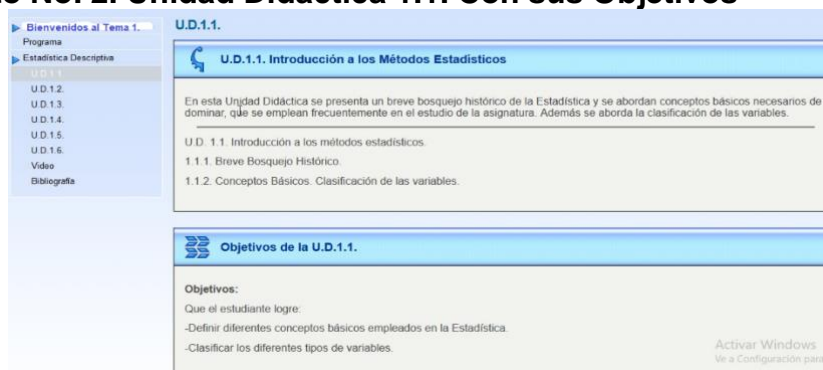 No. 2. Unidad Didáctica 1.1. Con sus Objetivos
Bienvenidos al Tema 1.
Programa
Estadística Descriptiva
U.D.1.1.
U.D.1.2.
U.D.1.3.
U.D.1.4.
U.D.1.5.
U.D.1.6.
Video
Bibliografía
U.D.1.1.
U.D.1.1. Introducción a los Métodos Estadísticos
En esta Unidad Didáctica se presenta un breve bosquejo histórico de la Estadística y se abordan conceptos básicos necesarios de
dominar, que se emplean frecuentemente en el estudio de la asignatura. Además se aborda la clasificación de las variables.
U.D. 1.1. Introducción a los métodos estadísticos.
1.1.1. Breve Bosquejo Histórico.
1.1.2. Conceptos Básicos. Clasificación de las variables.
Objetivos de la U.D.1.1.
Objetivos:
Que el estudiante logre:
-Definir diferentes conceptos básicos empleados en la Estadística.
-Clasificar los diferentes tipos de variables.
Activar Windows
Ve a Configuración para